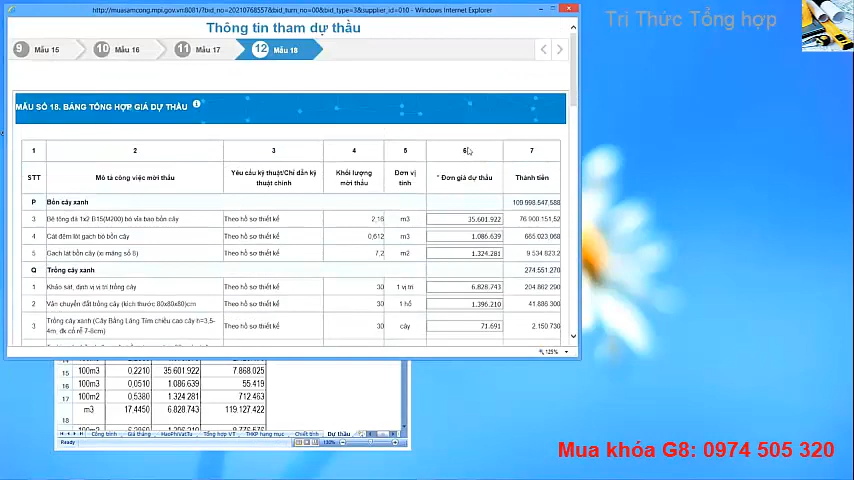 http://muasamcong.mpi.gov.vn:8081/?bid_no=20210768557&bid_turn_no=00&bid_type=3&supplier_id=010 - Windows Internet Explorer
Tri Thức Tổng hợp
Thông tin tham dự thầu
9 Mẫu 15 10 Mẫu 16 11 Mẫu 17 12 Mẫu 18
MẪU SỐ 18. BẢNG TỔNG HỢP GIÁ DỰ THẦU
1 2 3 4 5 6 7
STT Mô tả công việc mời thầu Yêu cầu kỹ thuật/Chỉ dẫn kỹ thuật chính Khối lượng mời thầu Đơn vị tính * Đơn giá dự thầu Thành tiền
P Bồn cây xanh 109.998.547,588
3 Bê tông đá 1x2 B15(M200) bó vỉa bao bồn cây Theo hồ sơ thiết kế 2,16 m3 35.601.922 76.900.151,52
4 Cát đệm lót gạch bó bồn cây Theo hồ sơ thiết kế 0,612 m3 1.086.639 665.023,068
5 Gạch lát bồn cây (xi măng số 8) Theo hồ sơ thiết kế 7,2 m2 1.324.281 9.534.823,2
Q Trồng cây xanh 274.551.270
1 Khảo sát, định vị vị trí trồng cây Theo hồ sơ thiết kế 30 1 vị trí 6.828.743 204.862.290
2 Vận chuyển đất trồng cây (kích thước 80x80x80)cm Theo hồ sơ thiết kế 30 1 hố 1.396.210 41.886.300
3 Trồng cây xanh (Cây Bằng Lăng Tím chiều cao cây h=3,5-4m, đk cổ rễ 7-8cm) Theo hồ sơ thiết kế 30 cây 71.691 2.150.730
125%
15 100m3 0,2210 35 601.922 7.868.025
16 100m3 0,0510 1 086.639 55.419
17 100m2 0,5380 1 324.281 712.463
18 m3 17.4450 6 828.743 119.127.422
Công trình Giá tháng HaoPhiVatTu Tổng hợp VT THKP hạng mục Chiết tính Dự thầu
Ready
Mua khóa G8: 0974 505 320